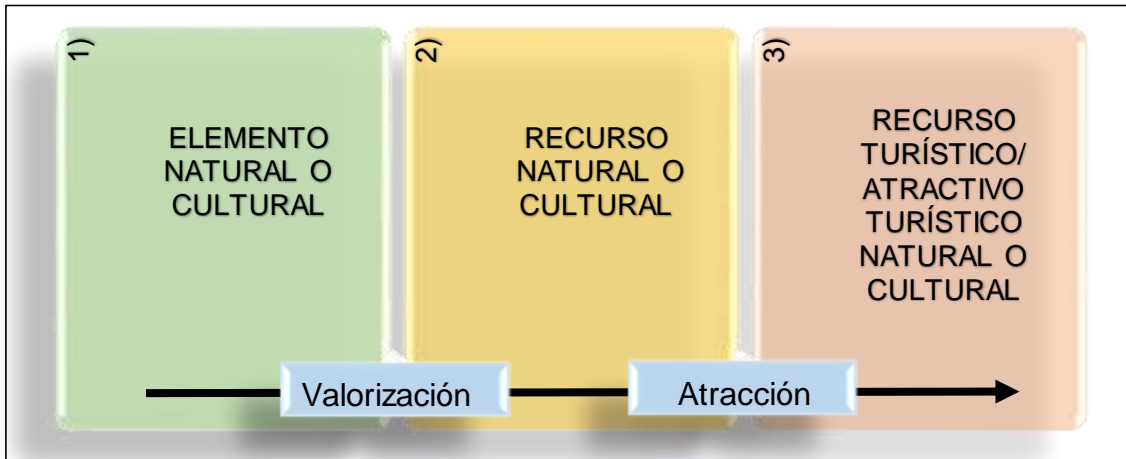 1)
ELEMENTO
NATURAL O
CULTURAL
2)
RECURSO
NATURAL O
CULTURAL
3)
RECURSO
TURÍSTICO/
ATRACTIVO
TURÍSTICO
NATURAL O
CULTURAL
Valorización
Atracción